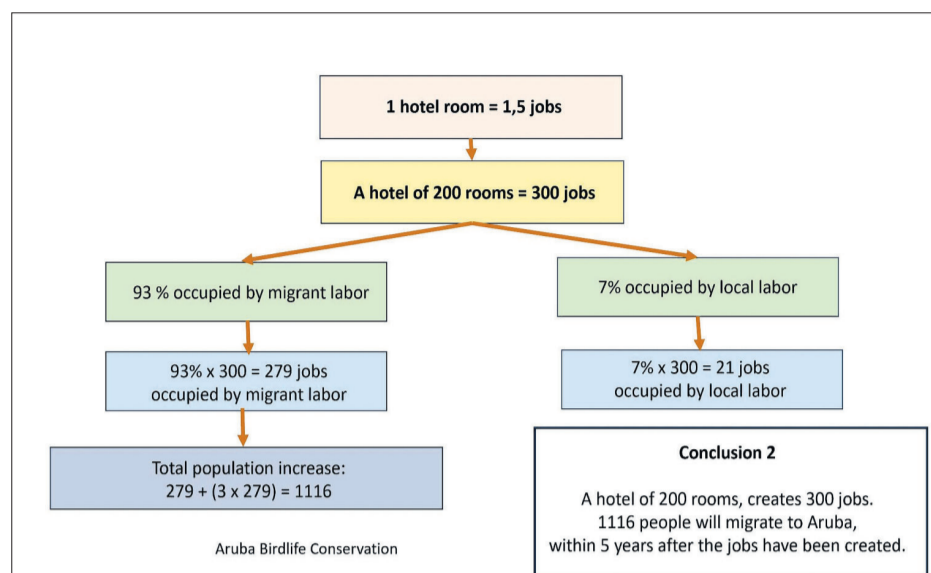 1 hotel room = 1,5 jobs
A hotel of 200 rooms = 300 jobs
93 % occupied by migrant labor
7% occupied by local labor
93% x 300 = 279 jobs
occupied by migrant labor
7% x 300 = 21 jobs
occupied by local labor
Total population increase:
279 + (3 x 279) = 1116
Conclusion 2
A hotel of 200 rooms, creates 300 jobs.
1116 people will migrate to Aruba,
within 5 years after the jobs have been created.
Aruba Birdlife Conservation